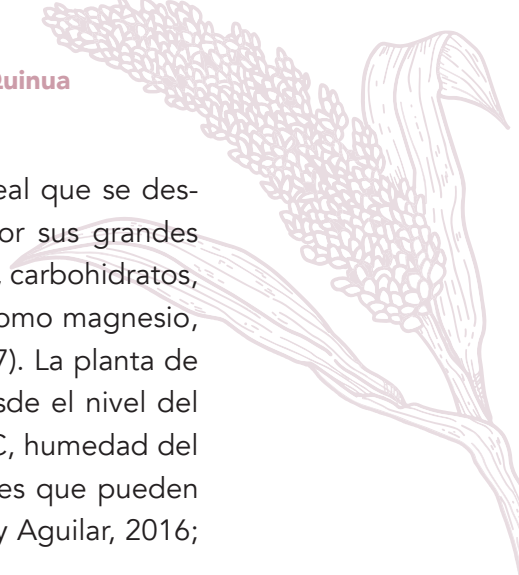 Quinua
eal que se des-
or sus grandes
, carbohidratos,
omo magnesio,
7). La planta de
sde el nivel del
C, humedad del
es que pueden
y Aguilar, 2016;